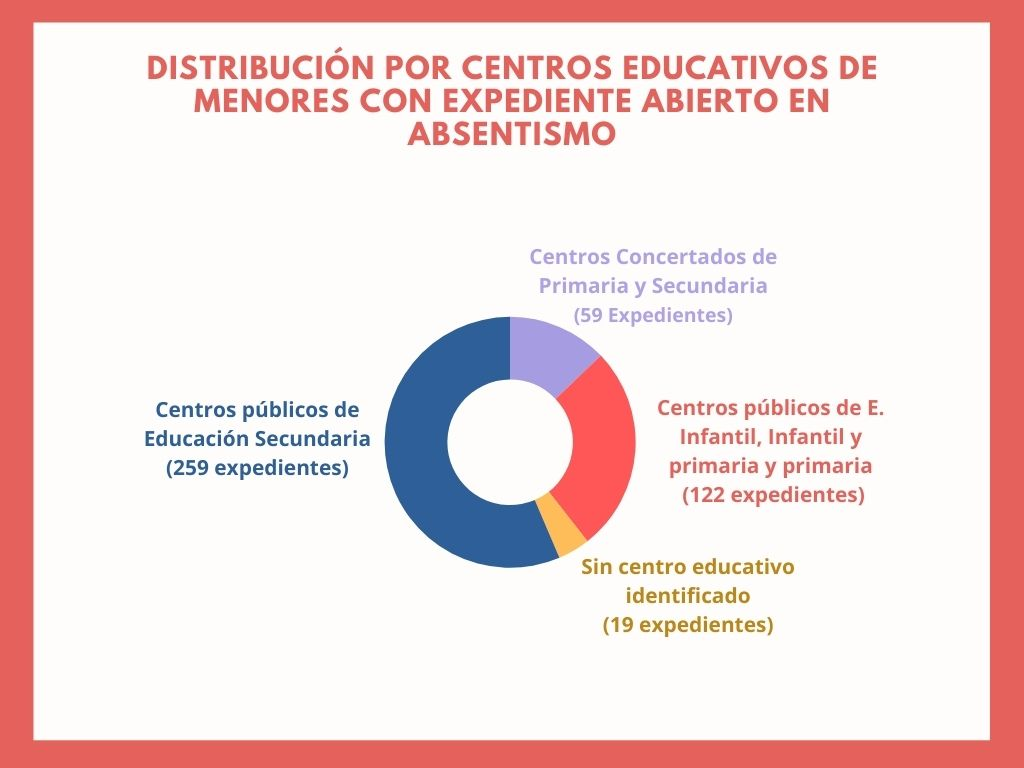 DISTRIBUCIÓN POR CENTROS EDUCATIVOS DE
MENORES CON EXPEDIENTE ABIERTO EN
ABSENTISMO
Centros Concertados de
Primaria y Secundaria
(59 Expedientes)
Centros públicos de
Educación Secundaria
(259 expedientes)
Centros públicos de E.
Infantil, Infantil y
primaria y primaria
(122 expedientes)
Sin centro educativo
identificado
(19 expedientes)